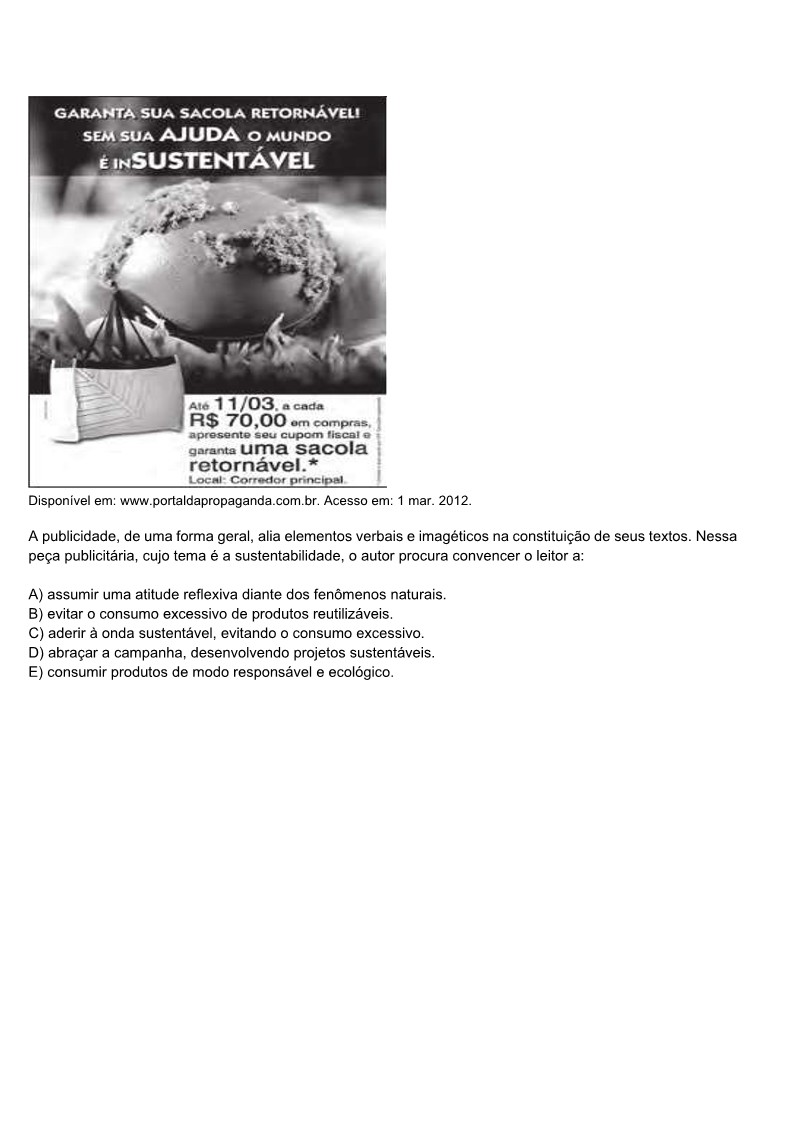 GARANTA SUA SACOLA RETORNÁVEL!
SEM SUA AJUDA O MUNDO
É INSUSTENTÁVEL
Até 11/03, a cada
R$ 70,00 em compras,
apresente seu cupom fiscal e
garanta uma sacola
retornável.*
Local: Corredor principal.
Disponível em: www.portaldapropaganda.com.br. Acesso em: 1 mar. 2012.
A publicidade, de uma forma geral, alia elementos verbais e imagéticos na constituição de seus textos. Nessa
peça publicitária, cujo tema é a sustentabilidade, o autor procura convencer o leitor a:
A) assumir uma atitude reflexiva diante dos fenômenos naturais.
B) evitar o consumo excessivo de produtos reutilizáveis.
C) aderir à onda sustentável, evitando o consumo excessivo.
D) abraçar a campanha, desenvolvendo projetos sustentáveis.
E) consumir produtos de modo responsável e ecológico.